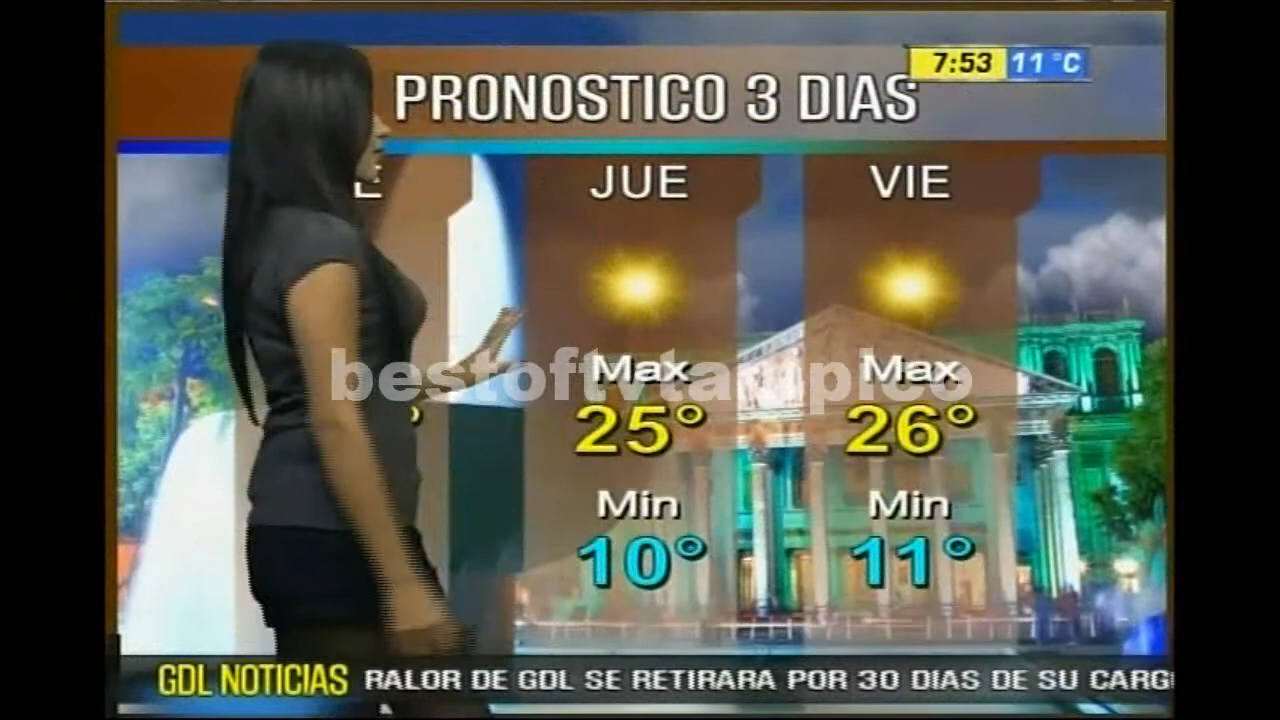 7:53 11 °C
PRONOSTICO 3 DIAS
E JUE VIE
Max Max
25° 26°
Min Min
10° 11°
GDL NOTICIAS RALOR DE GDL SE RETIRARA POR 30 DIAS DE SU CARG